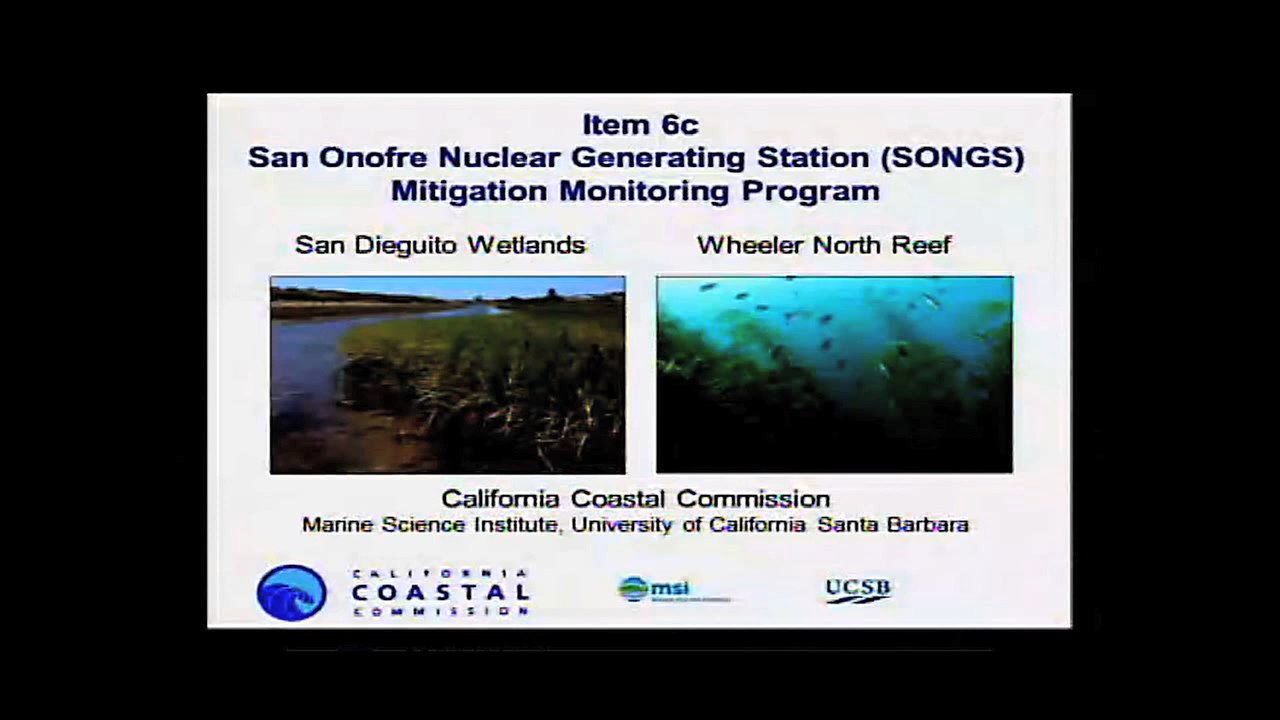 Item 6c
San Onofre Nuclear Generating Station (SONGS)
Mitigation Monitoring Program
San Dieguito Wetlands
Wheeler North Reef
California Coastal Commission
Marine Science Institute, University of California Santa Barbara
CALIFORNIA
COASTAL
COMMISSION
msi
UCSB